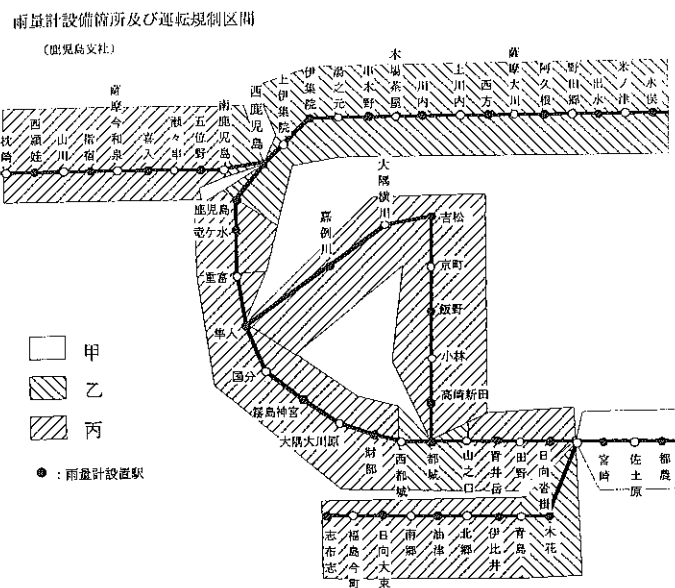 雨量計設備箇所及び運転規制区間
（鹿児島支社）
枕崎
西頴娃
山川
指宿
薩摩今和泉
喜入
瀬々串
五位野
南鹿児島
西鹿児島
上伊集院
伊集院
湯之元
串木野
木場茶屋
川内
上川内
西方
薩摩大川
阿久根
野田郷
出水
米ノ津
水俣
鹿児島
竜ケ水
重富
隼人
嘉例川
大隅横川
吉松
京町
飯野
小林
高崎新田
国分
霧島神宮
大隅大川原
財部
西都城
都城
山之口
青井岳
田野
日向沓掛
宮崎
佐土原
都農
志布志
福島今町
日向大束
南郷
油津
北郷
伊比井
青島
木花
甲
乙
丙
：雨量計設置駅